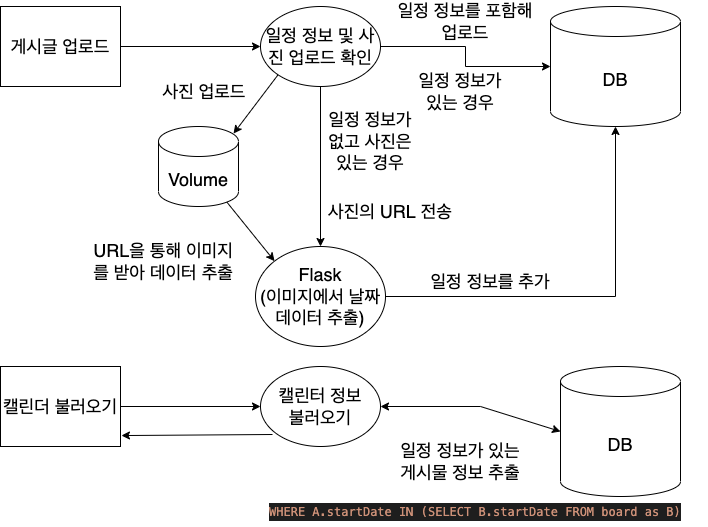 게시글 업로드
일정 정보 및 사
진 업로드 확인
일정 정보를 포함해
업로드
일정 정보가
있는 경우
DB
사진 업로드
Volume
일정 정보가
없고 사진은
있는 경우
사진의 URL 전송
URL을 통해 이미지
를 받아 데이터 추출
Flask
(이미지에서 날짜
데이터 추출)
일정 정보를 추가
캘린더 불러오기
캘린터 정보
불러오기
일정 정보가 있는
게시물 정보 추출
DB
WHERE A.startDate IN (SELECT B.startDate FROM board as B)